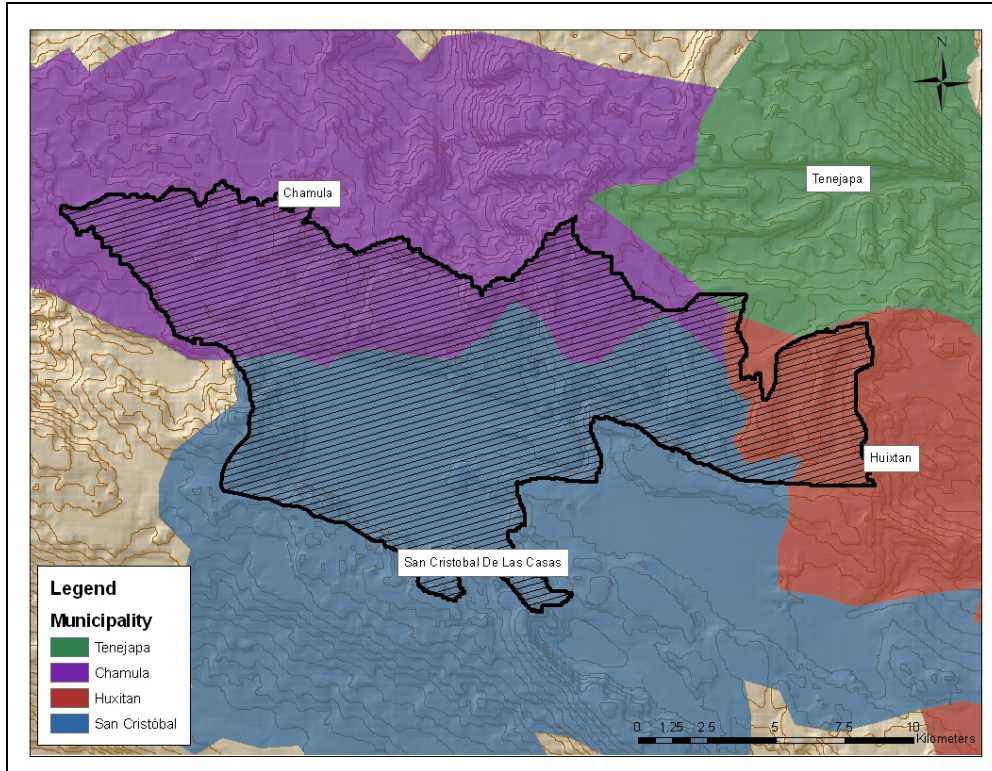 N
Tenejapa
Chamula
Huixtan
San Cristobal De Las Casas
Legend
Municipality
Tenejapa
Chamula
Huxitan
San Cristóbal
0 1,25 2.5 5 7.5 10
Kilometers